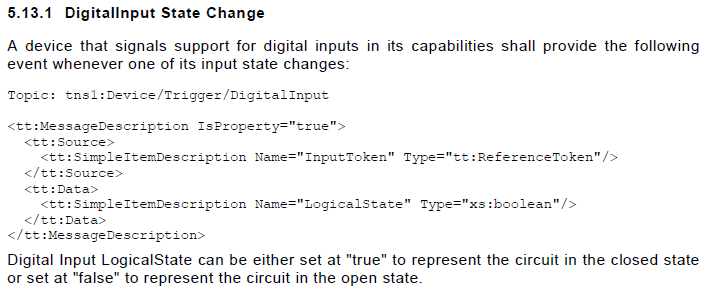 5.13.1 DigitalInput State Change
A device that signals support for digital inputs in its capabilities shall provide the following
event whenever one of its input state changes:
Topic: tns1:Device/Trigger/DigitalInput
<tt:MessageDescription IsProperty="true">
  <tt:Source>
    <tt:SimpleItemDescription Name="InputToken" Type="tt:ReferenceToken"/>
  </tt:Source>
  <tt:Data>
    <tt:SimpleItemDescription Name="LogicalState" Type="xs:boolean"/>
  </tt:Data>
</tt:MessageDescription>
Digital Input LogicalState can be either set at "true" to represent the circuit in the closed state
or set at "false" to represent the circuit in the open state.